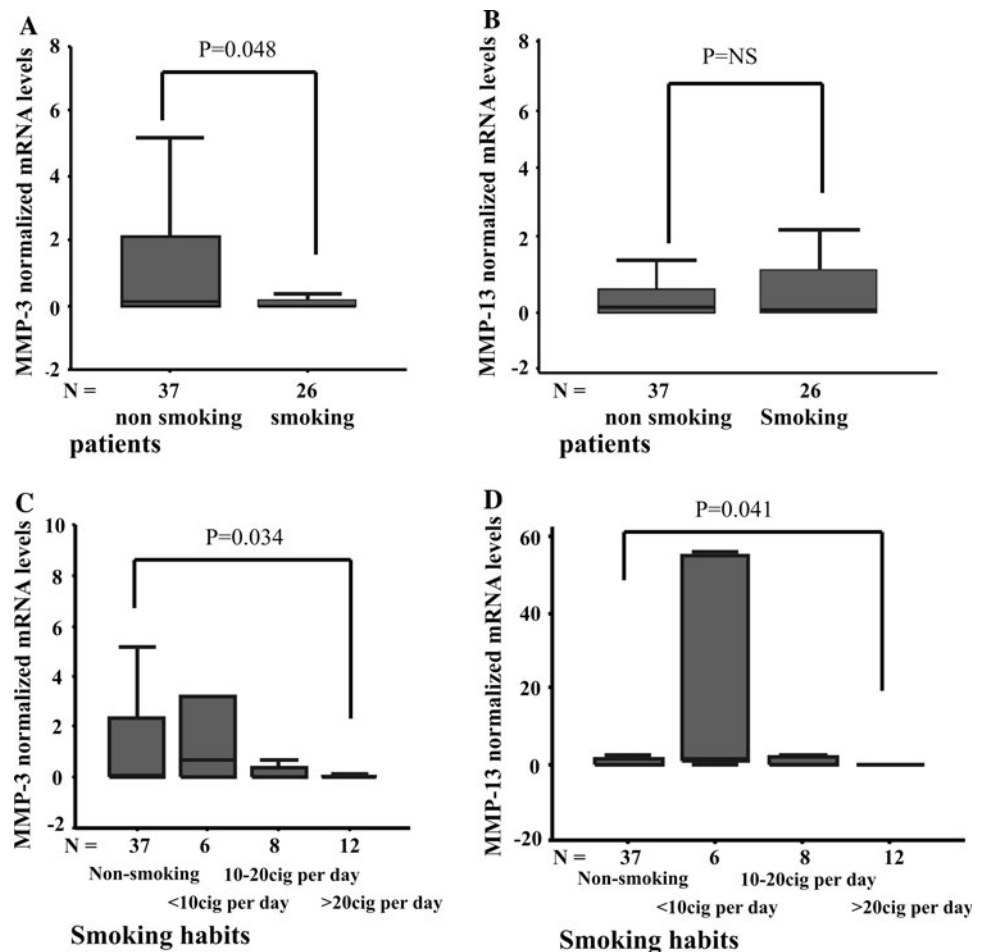 A
P=0.048
MMP-3 normalized mRNA levels
8
6
4
2
0
-2
N = 37 26
non smoking smoking
patients
B
P=NS
MMP-13 normalized mRNA levels
8
6
4
2
0
-2
N = 37 26
non smoking Smoking
patients
C
P=0.034
MMP-3 normalized mRNA levels
10
8
6
4
2
0
-2
N = 37 6 8 12
Non-smoking 10-20cig per day
<10cig per day >20cig per day
Smoking habits
D
P=0.041
MMP-13 normalized mRNA levels
60
40
20
0
-20
N = 37 6 8 12
Non-smoking 10-20cig per day
<10cig per day >20cig per day
Smoking habits